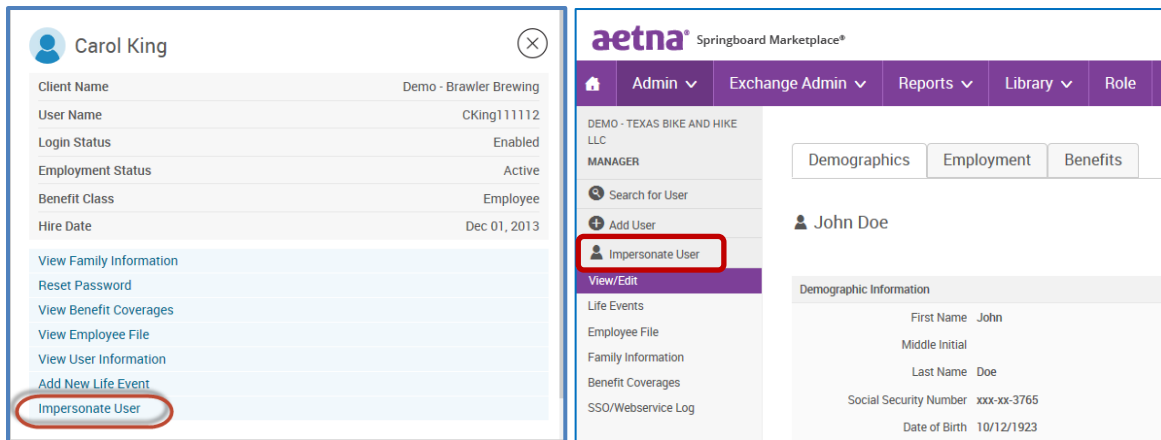 Carol King
Client Name Demo - Brawler Brewing
User Name CKing111112
Login Status Enabled
Employment Status Active
Benefit Class Employee
Hire Date Dec 01, 2013
View Family Information
Reset Password
View Benefit Coverages
View Employee File
View User Information
Add New Life Event
Impersonate User
aetna® Springboard Marketplace®
Admin Exchange Admin Reports Library Role
DEMO - TEXAS BIKE AND HIKE
LLC
MANAGER
Search for User
Add User
Impersonate User
View/Edit
Life Events
Employee File
Family Information
Benefit Coverages
SSO/Webservice Log
Demographics Employment Benefits
John Doe
Demographic Information
First Name John
Middle Initial
Last Name Doe
Social Security Number xxx-xx-3765
Date of Birth 10/12/1923